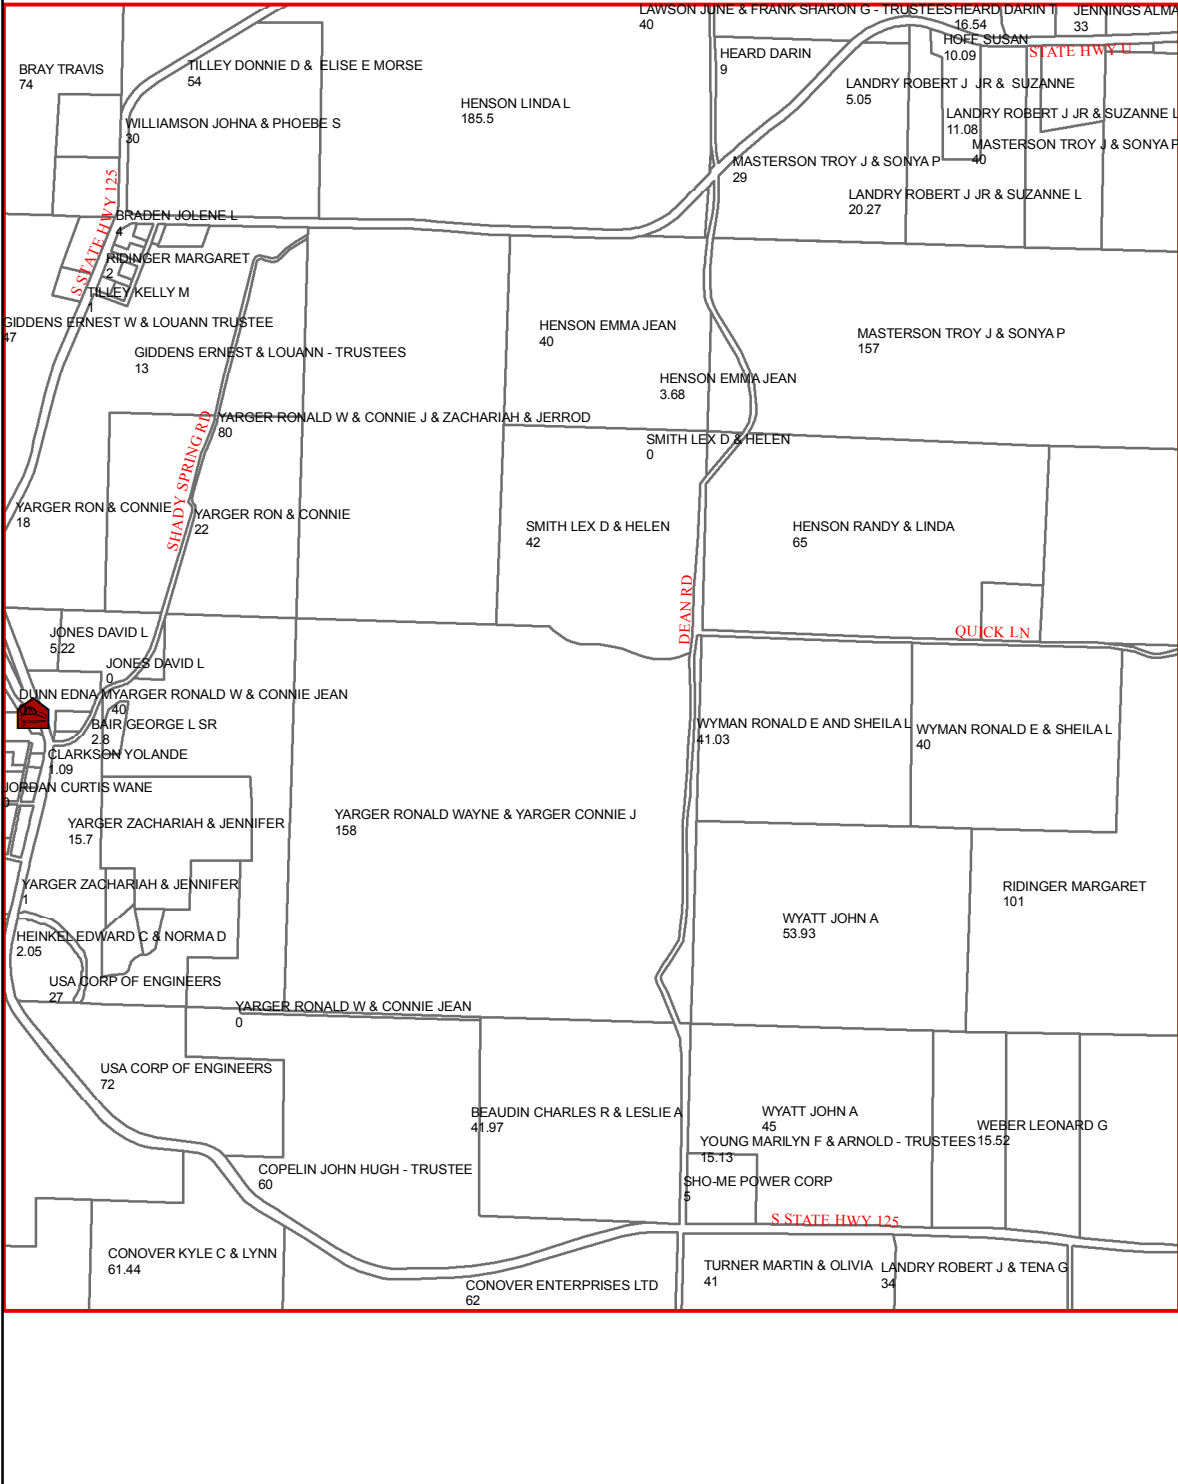 LAWSON JUNE & FRANK SHARON G - TRUSTEES
40
HEARD DARIN T
16.54
JENNINGS ALMA
33
HOFF SUSAN
10.09
STATE HWY U
HEARD DARIN
9
BRAY TRAVIS
74
TILLEY DONNIE D & ELISE E MORSE
54
LANDRY ROBERT J JR & SUZANNE
5.05
HENSON LINDA L
185.5
LANDRY ROBERT J JR & SUZANNE L
11.08
WILLIAMSON JOHNA & PHOEBE S
30
MASTERSON TROY J & SONYA P
40
MASTERSON TROY J & SONYA P
29
LANDRY ROBERT J JR & SUZANNE L
20.27
S STATE HWY 125
BRADEN JOLENE L
4
RIDINGER MARGARET
2
TILLEY KELLY M
1
GIDDENS ERNEST W & LOUANN TRUSTEE
47
HENSON EMMA JEAN
40
MASTERSON TROY J & SONYA P
157
GIDDENS ERNEST & LOUANN - TRUSTEES
13
HENSON EMMA JEAN
3.68
YARGER RONALD W & CONNIE J & ZACHARIAH & JERROD
80
SMITH LEX D & HELEN
0
SHADY SPRING RD
YARGER RON & CONNIE
18
YARGER RON & CONNIE
22
SMITH LEX D & HELEN
42
HENSON RANDY & LINDA
65
DEAN RD
QUICK LN
JONES DAVID L
5.22
JONES DAVID L
0
DUNN EDNA M
YARGER RONALD W & CONNIE JEAN
40
BAIR GEORGE L SR
2.8
WYMAN RONALD E AND SHEILA L
41.03
WYMAN RONALD E & SHEILA L
40
CLARKSON YOLANDE
1.09
JORDAN CURTIS WANE
0
YARGER ZACHARIAH & JENNIFER
15.7
YARGER RONALD WAYNE & YARGER CONNIE J
158
YARGER ZACHARIAH & JENNIFER
1
RIDINGER MARGARET
101
WYATT JOHN A
53.93
HEINKEL EDWARD C & NORMA D
2.05
USA CORP OF ENGINEERS
27
YARGER RONALD W & CONNIE JEAN
0
USA CORP OF ENGINEERS
72
BEAUDIN CHARLES R & LESLIE A
41.97
WYATT JOHN A
45
WEBER LEONARD G
15.52
YOUNG MARILYN F & ARNOLD - TRUSTEES
15.13
COPELIN JOHN HUGH - TRUSTEE
60
SHO-ME POWER CORP
5
S STATE HWY 125
CONOVER KYLE C & LYNN
61.44
TURNER MARTIN & OLIVIA
41
LANDRY ROBERT J & TENA G
34
CONOVER ENTERPRISES LTD
62